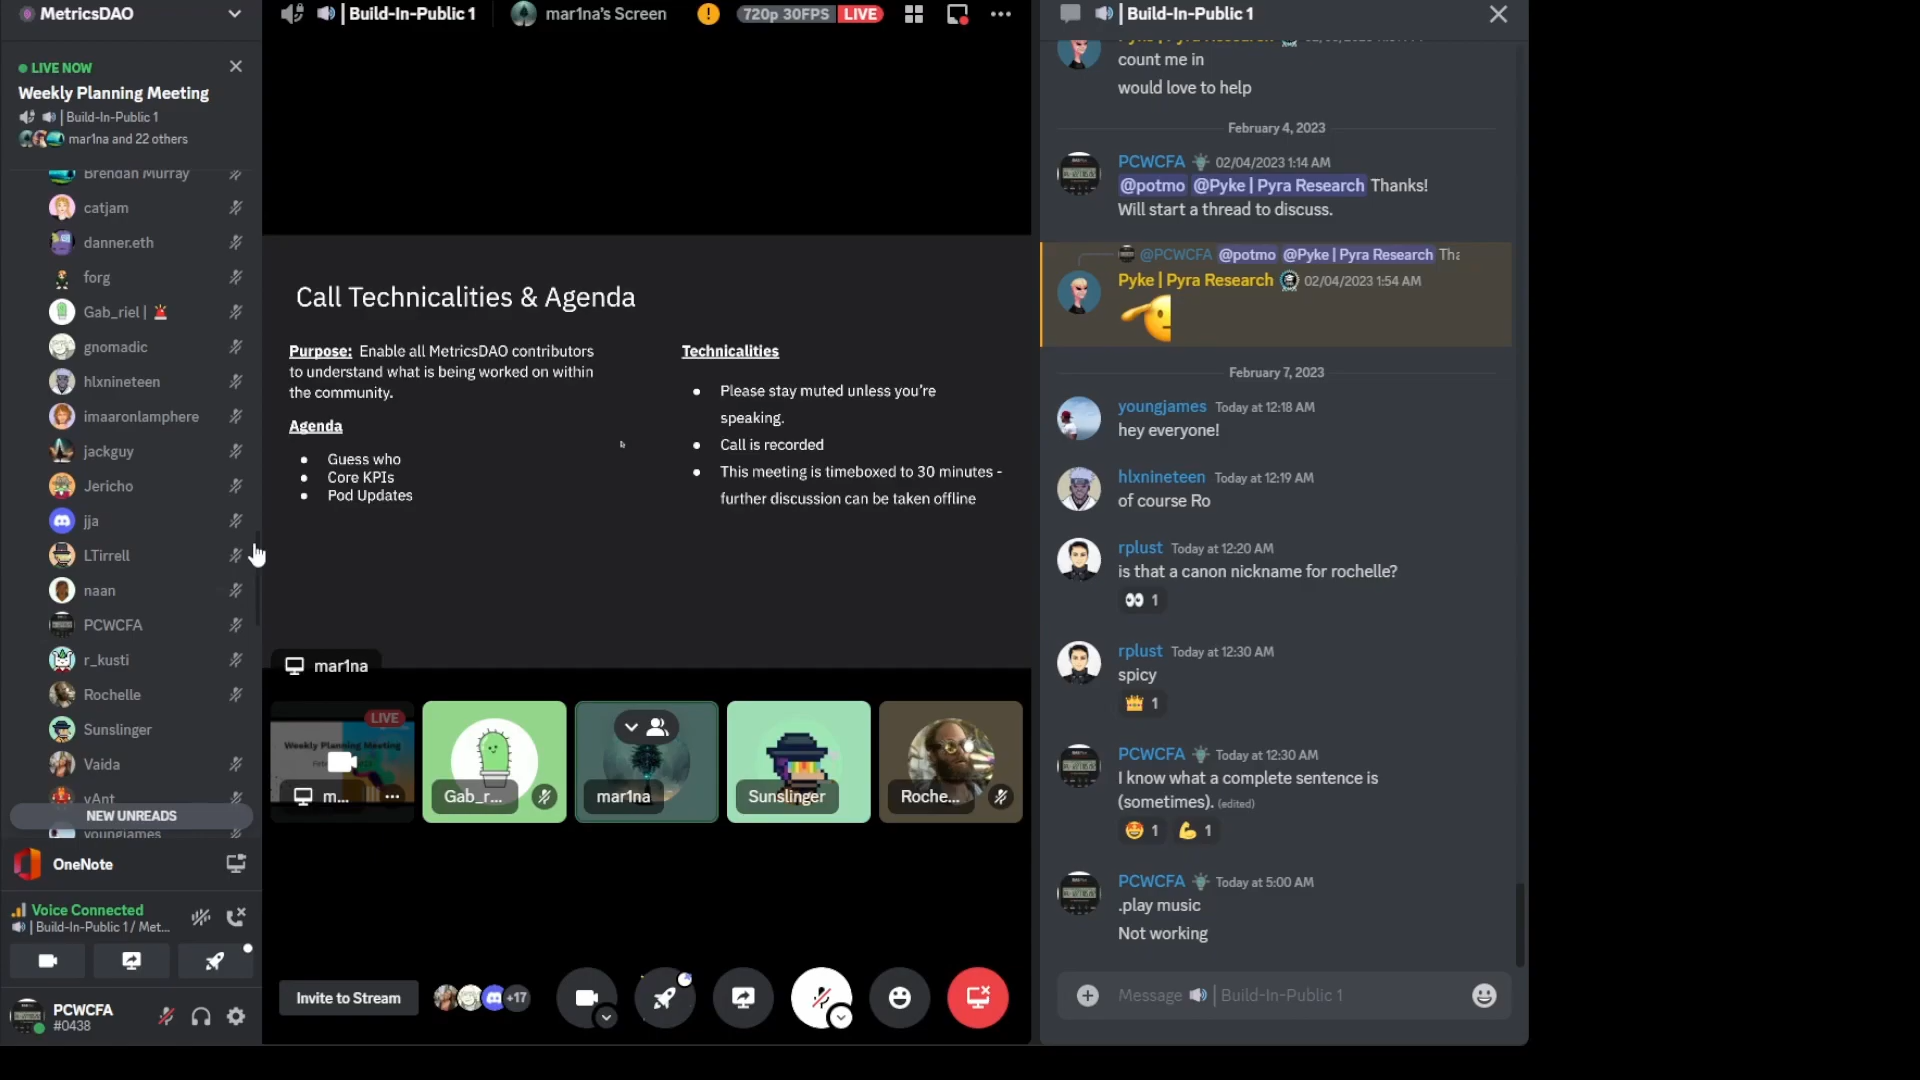 MetricsDAO
LIVE NOW
Weekly Planning Meeting
| Build-In-Public 1
mar1na and 22 others
Brendan Murray
catjam
danner.eth
forg
Gab_riel | 🚨
gnomadic
hlxnineteen
imaaronlamphere
jackguy
Jericho
jja
LTirrell
naan
PCWCFA
r_kusti
Rochelle
Sunslinger
Vaida
yAnt
NEW UNREADS
youngjames
OneNote
Voice Connected
| Build-In-Public 1 / Met...
PCWCFA
#0438
| Build-In-Public 1
mar1na's Screen
720p 30FPS LIVE
Call Technicalities & Agenda
Purpose: Enable all MetricsDAO contributors
to understand what is being worked on within
the community.
Agenda
● Guess who
● Core KPIs
● Pod Updates
Technicalities
● Please stay muted unless you're
speaking.
● Call is recorded
● This meeting is timeboxed to 30 minutes -
further discussion can be taken offline
mar1na
LIVE
Weekly Planning Meeting
m...
Gab_r...
mar1na
Sunslinger
Roche...
Invite to Stream
+17
| Build-In-Public 1
count me in
would love to help
February 4, 2023
PCWCFA 02/04/2023 1:14 AM
@potmo @Pyke | Pyra Research Thanks!
Will start a thread to discuss.
@PCWCFA @potmo @Pyke | Pyra Research Tha
Pyke | Pyra Research 02/04/2023 1:54 AM
February 7, 2023
youngjames Today at 12:18 AM
hey everyone!
hlxnineteen Today at 12:19 AM
of course Ro
rplust Today at 12:20 AM
is that a canon nickname for rochelle?
👀 1
rplust Today at 12:30 AM
spicy
👑 1
PCWCFA Today at 12:30 AM
I know what a complete sentence is
(sometimes). (edited)
🤩 1 💪 1
PCWCFA Today at 5:00 AM
.play music
Not working
Message | Build-In-Public 1